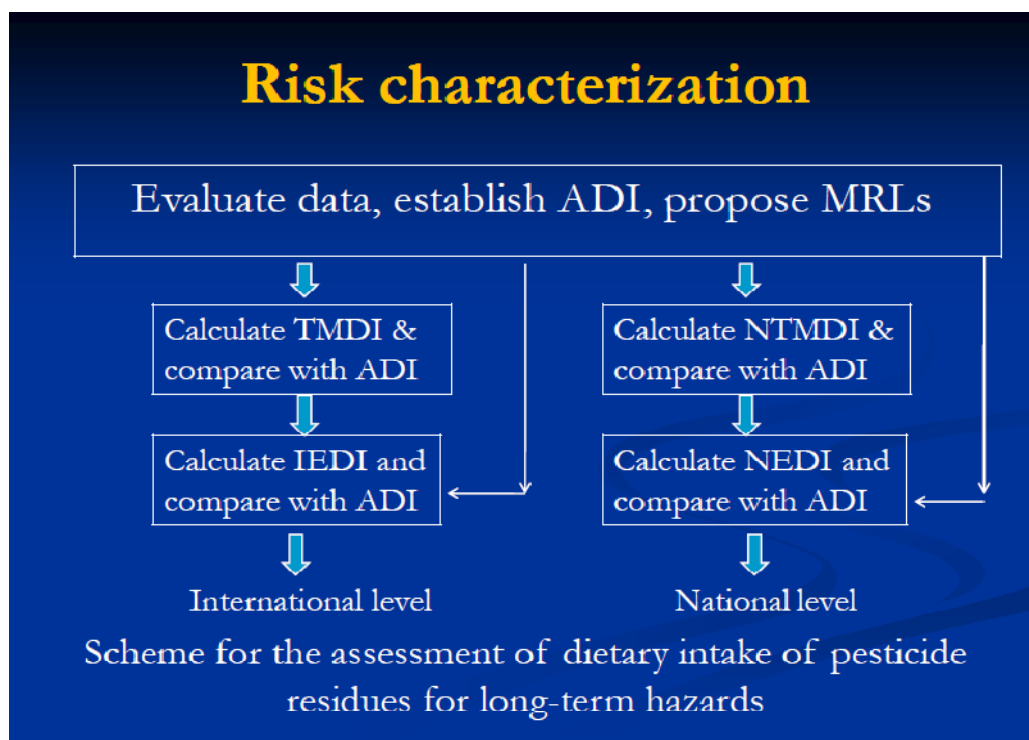 Risk characterization
Evaluate data, establish ADI, propose MRLs
Calculate TMDI &
compare with ADI
Calculate IEDI and
compare with ADI
International level
Calculate NTMDI &
compare with ADI
Calculate NEDI and
compare with ADI
National level
Scheme for the assessment of dietary intake of pesticide
residues for long-term hazards